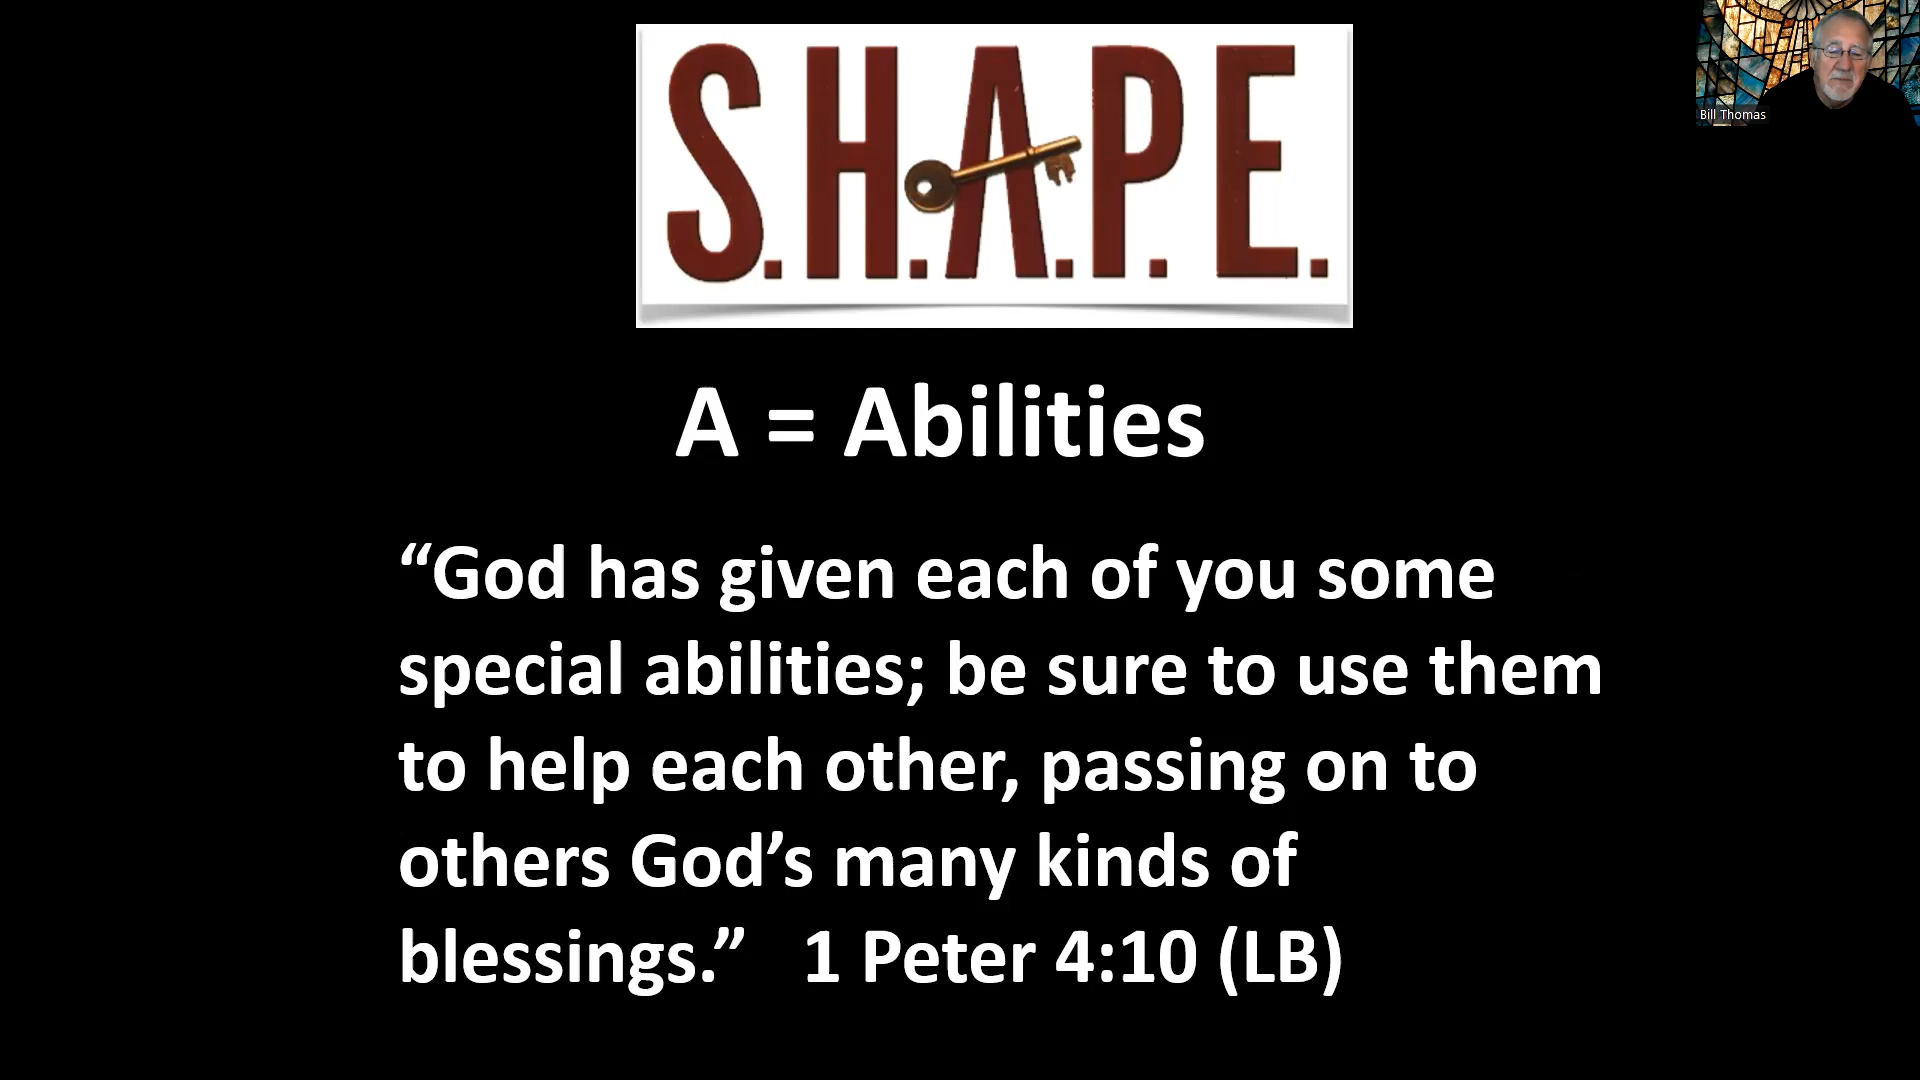 S.H.A.P.E.
Bill Thomas
A = Abilities
“God has given each of you some
special abilities; be sure to use them
to help each other, passing on to
others God’s many kinds of
blessings.” 1 Peter 4:10 (LB)